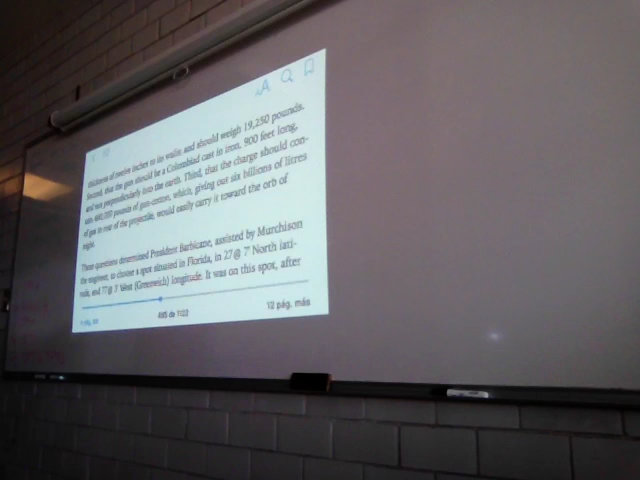 AA
thickness of twelve inches to its walls and should weigh 19,250 pounds.
Second, that the gun should be a Columbiad cast in iron, 900 feet long,
and run perpendicularly into the earth. Third, that the charge should con-
sum 400,000 pounds of gun-cotton, which, giving out six billions of litres
of gas in rear of the projectile, would easily carry it toward the orb of
night.
These questions determined President Barbicane, assisted by Murchison
the engineer, to choose a spot situated in Florida, in 27@ 7' North lati-
tude, and 77@ 3' West (Greenwich) longitude. It was on this spot, after
495 de 1122
12 pág. más